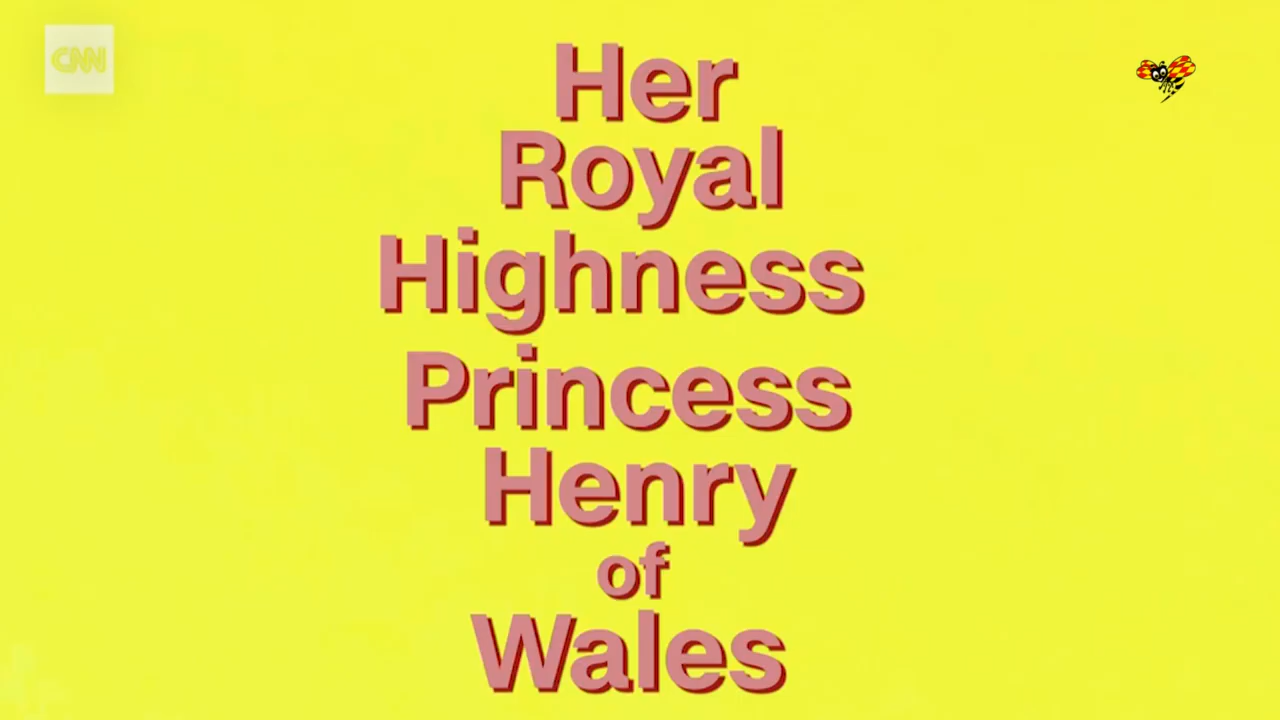 CNN
Her
Royal
Highness
Princess
Henry
of
Wales